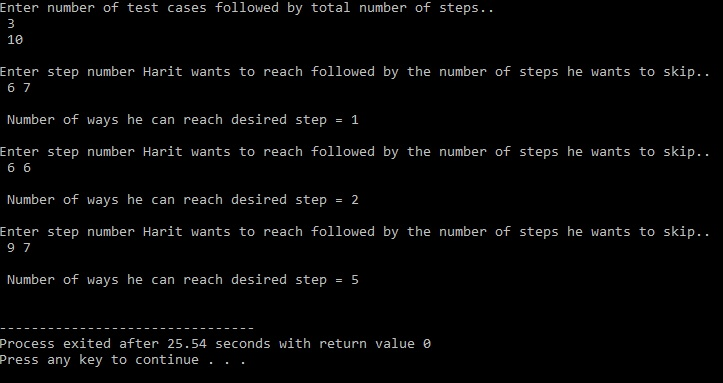 Enter number of test cases followed by total number of steps..
3
10
Enter step number Harit wants to reach followed by the number of steps he wants to skip..
6 7
Number of ways he can reach desired step = 1
Enter step number Harit wants to reach followed by the number of steps he wants to skip..
6 6
Number of ways he can reach desired step = 2
Enter step number Harit wants to reach followed by the number of steps he wants to skip..
9 7
Number of ways he can reach desired step = 5
--------------------------------
Process exited after 25.54 seconds with return value 0
Press any key to continue . . .